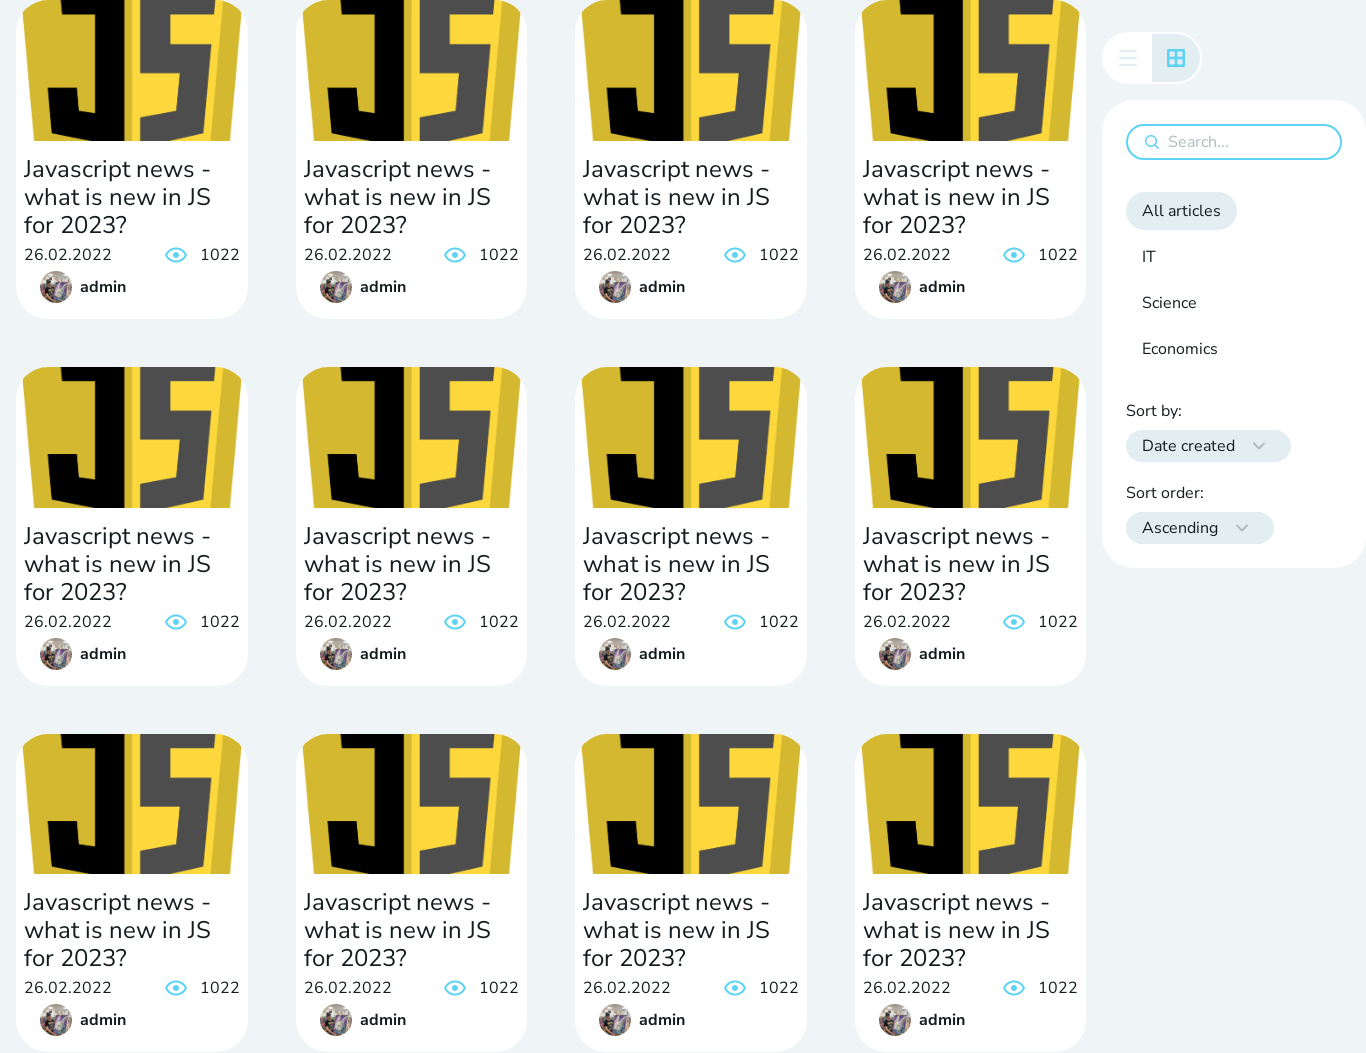 Javascript news -
what is new in JS
for 2023?
26.02.2022 1022
admin
Javascript news -
what is new in JS
for 2023?
26.02.2022 1022
admin
Javascript news -
what is new in JS
for 2023?
26.02.2022 1022
admin
Javascript news -
what is new in JS
for 2023?
26.02.2022 1022
admin
Javascript news -
what is new in JS
for 2023?
26.02.2022 1022
admin
Javascript news -
what is new in JS
for 2023?
26.02.2022 1022
admin
Javascript news -
what is new in JS
for 2023?
26.02.2022 1022
admin
Javascript news -
what is new in JS
for 2023?
26.02.2022 1022
admin
Javascript news -
what is new in JS
for 2023?
26.02.2022 1022
admin
Javascript news -
what is new in JS
for 2023?
26.02.2022 1022
admin
Javascript news -
what is new in JS
for 2023?
26.02.2022 1022
admin
Javascript news -
what is new in JS
for 2023?
26.02.2022 1022
admin
Search...
All articles
IT
Science
Economics
Sort by:
Date created
Sort order:
Ascending